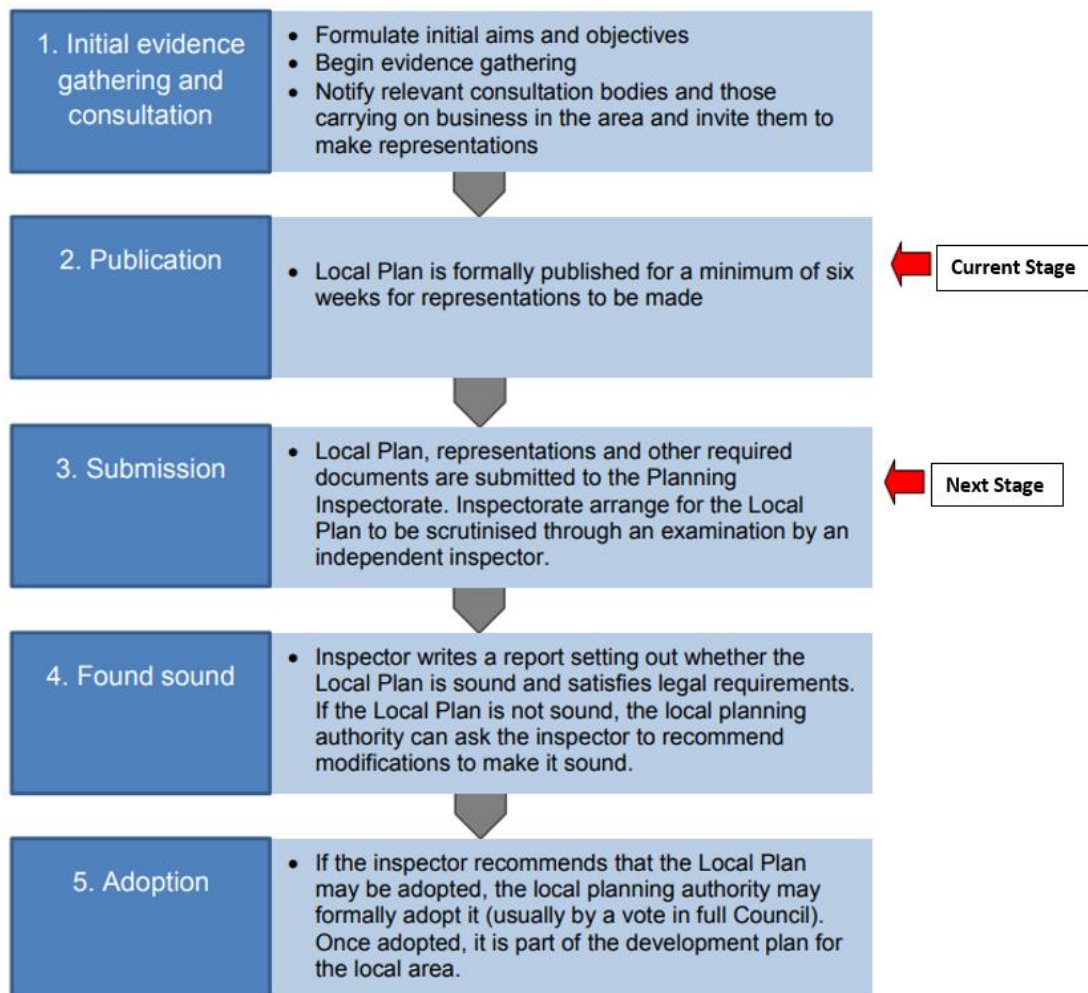 1. Initial evidence
gathering and
consultation
• Formulate initial aims and objectives
• Begin evidence gathering
• Notify relevant consultation bodies and those
carrying on business in the area and invite them to
make representations
2. Publication
• Local Plan is formally published for a minimum of six
weeks for representations to be made
Current Stage
3. Submission
• Local Plan, representations and other required
documents are submitted to the Planning
Inspectorate. Inspectorate arrange for the Local
Plan to be scrutinised through an examination by an
independent inspector.
Next Stage
4. Found sound
• Inspector writes a report setting out whether the
Local Plan is sound and satisfies legal requirements.
If the Local Plan is not sound, the local planning
authority can ask the inspector to recommend
modifications to make it sound.
5. Adoption
• If the inspector recommends that the Local Plan
may be adopted, the local planning authority may
formally adopt it (usually by a vote in full Council).
Once adopted, it is part of the development plan for
the local area.